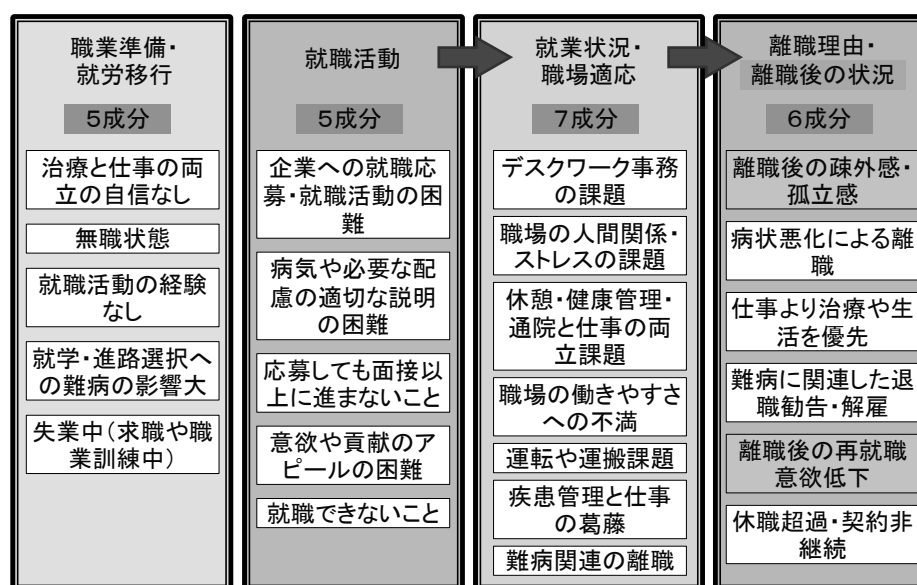 職業準備・
就労移行
5成分
治療と仕事の両
立の自信なし
無職状態
就職活動の経験
なし
就学・進路選択へ
の難病の影響大
失業中(求職や職
業訓練中)
就職活動
5成分
企業への就職応
募・就職活動の困
難
病気や必要な配
慮の適切な説明
の困難
応募しても面接以
上に進まないこと
意欲や貢献のア
ピールの困難
就職できないこと
就業状況・
職場適応
7成分
デスクワーク事務
の課題
職場の人間関係・
ストレスの課題
休憩・健康管理・
通院と仕事の両
立課題
職場の働きやすさ
への不満
運転や運搬課題
疾患管理と仕事
の葛藤
難病関連の離職
離職理由・
離職後の状況
6成分
離職後の疎外感・
孤立感
病状悪化による離
職
仕事より治療や生
活を優先
難病に関連した退
職勧告・解雇
離職後の再就職
意欲低下
休職超過・契約非
継続